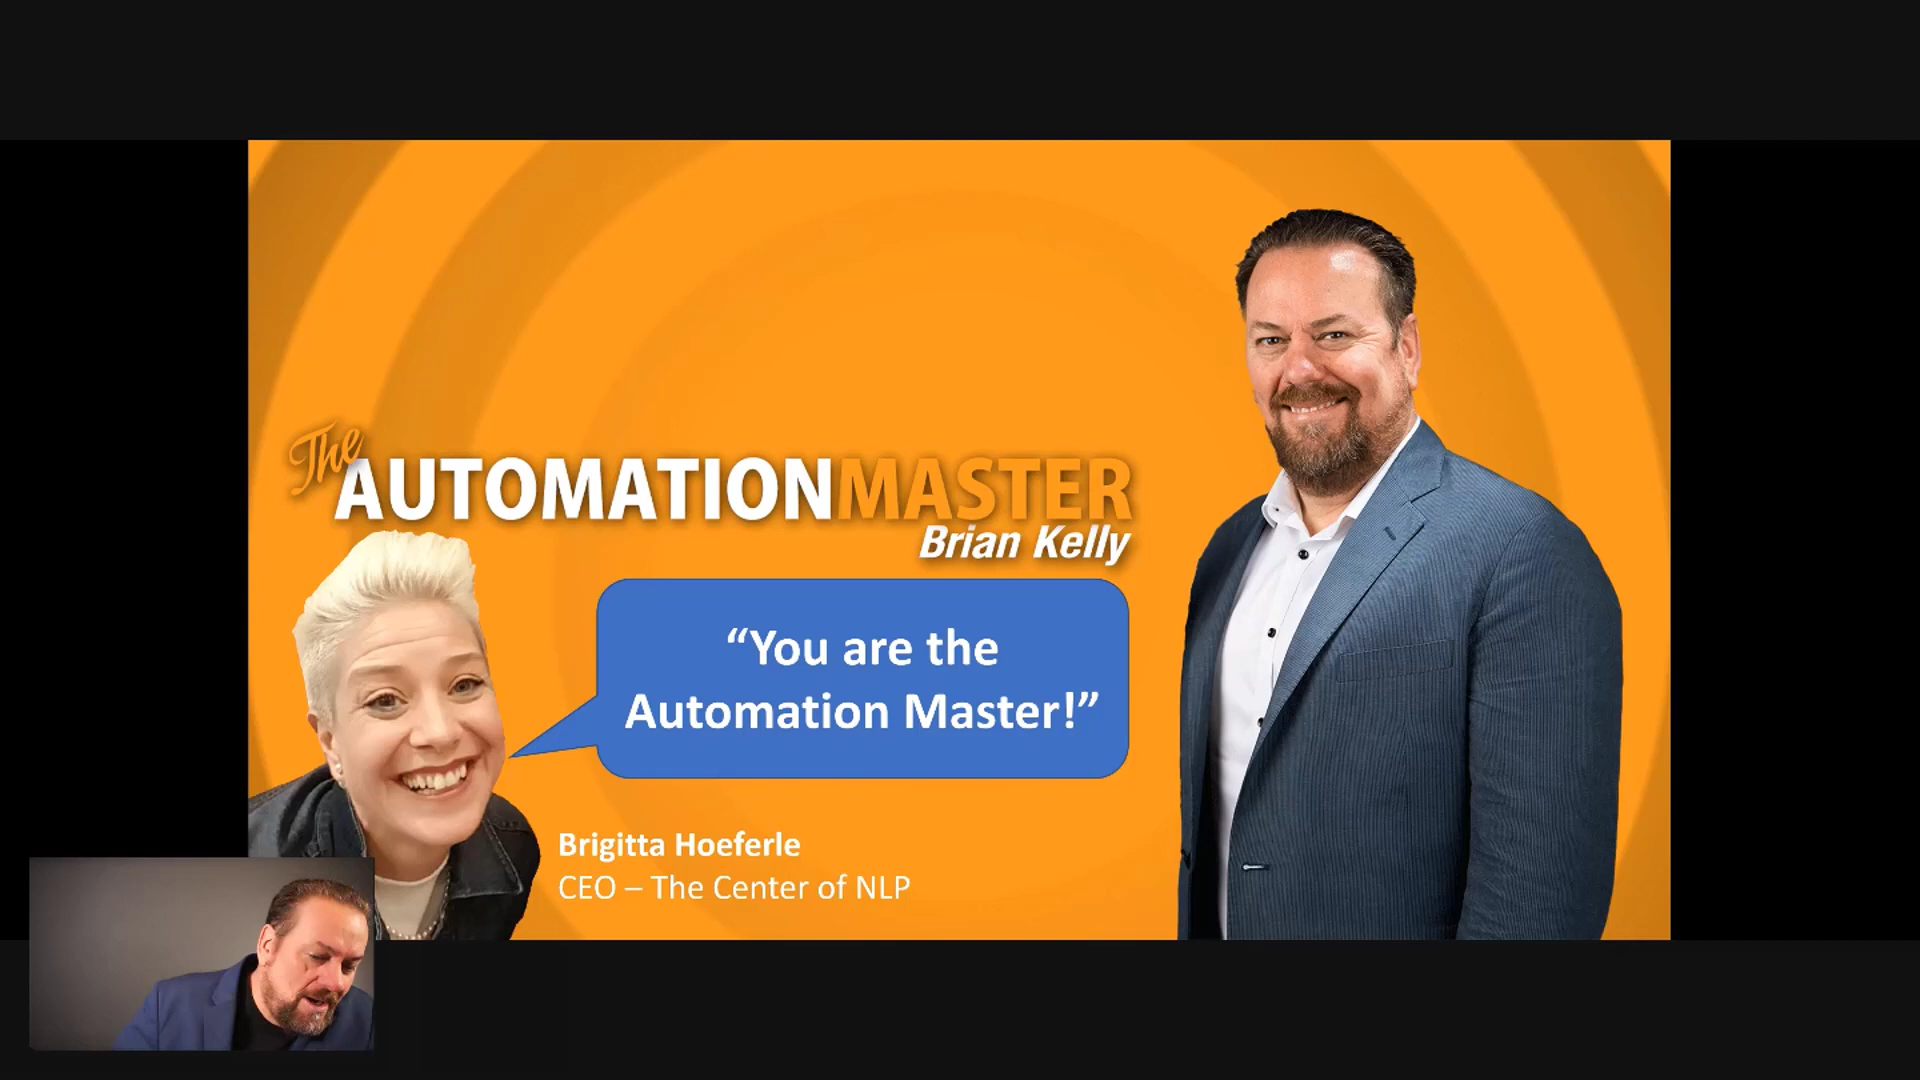 The
AUTOMATIONMASTER
Brian Kelly
“You are the
Automation Master!”
Brigitta Hoeferle
CEO – The Center of NLP